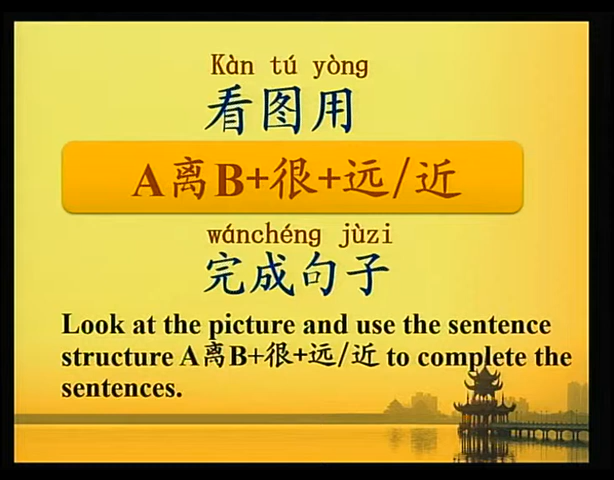 Kàn tú yòng
看图用
A离B+很+远/近
wánchéng jùzi
完成句子
Look at the picture and use the sentence
structure A离B+很+远/近 to complete the
sentences.